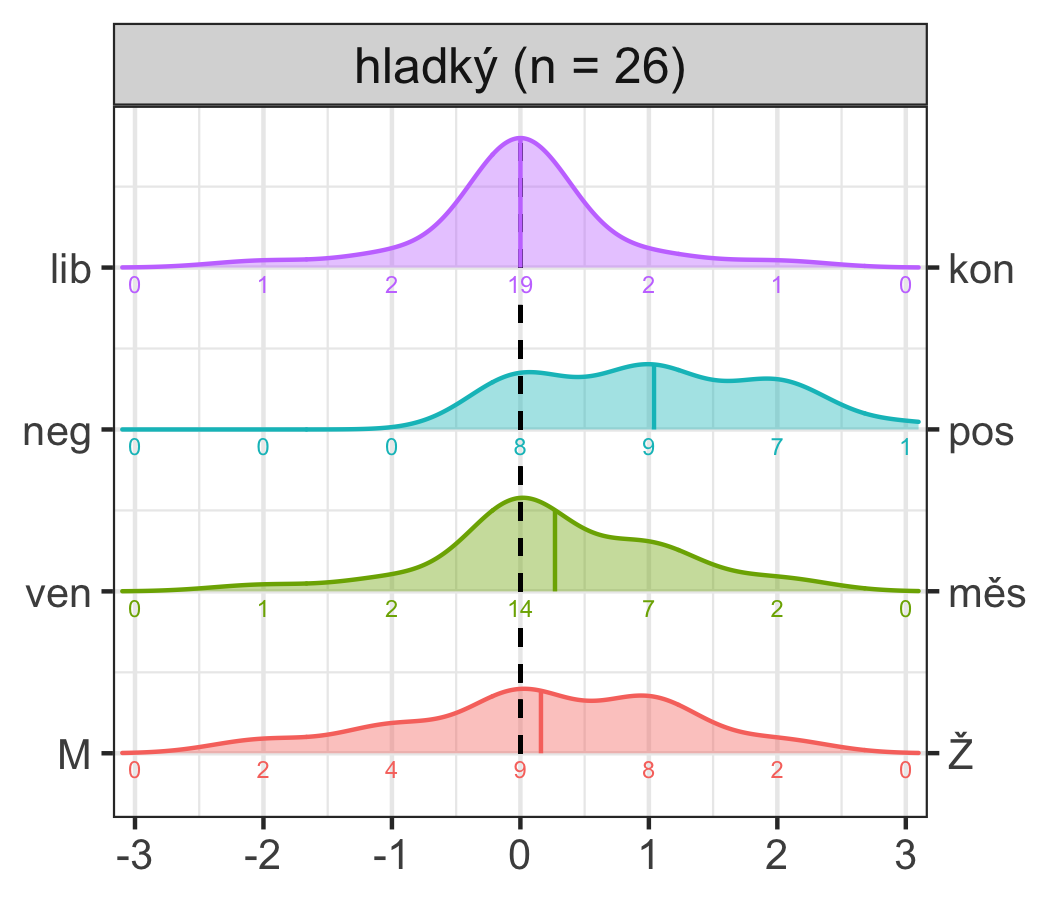 hladký (n = 26)
lib kon
0 1 2 19 2 1 0
neg pos
0 0 0 8 9 7 1
ven měs
0 1 2 14 7 2 0
M Ž
0 2 4 9 8 2 0
-3 -2 -1 0 1 2 3